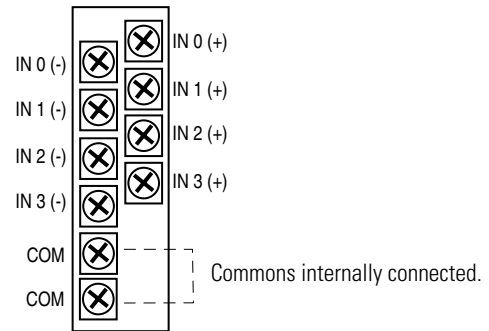 IN 0 (+)
IN 0 (-)
IN 1 (+)
IN 1 (-)
IN 2 (+)
IN 2 (-)
IN 3 (+)
IN 3 (-)
COM
Commons internally connected.
COM